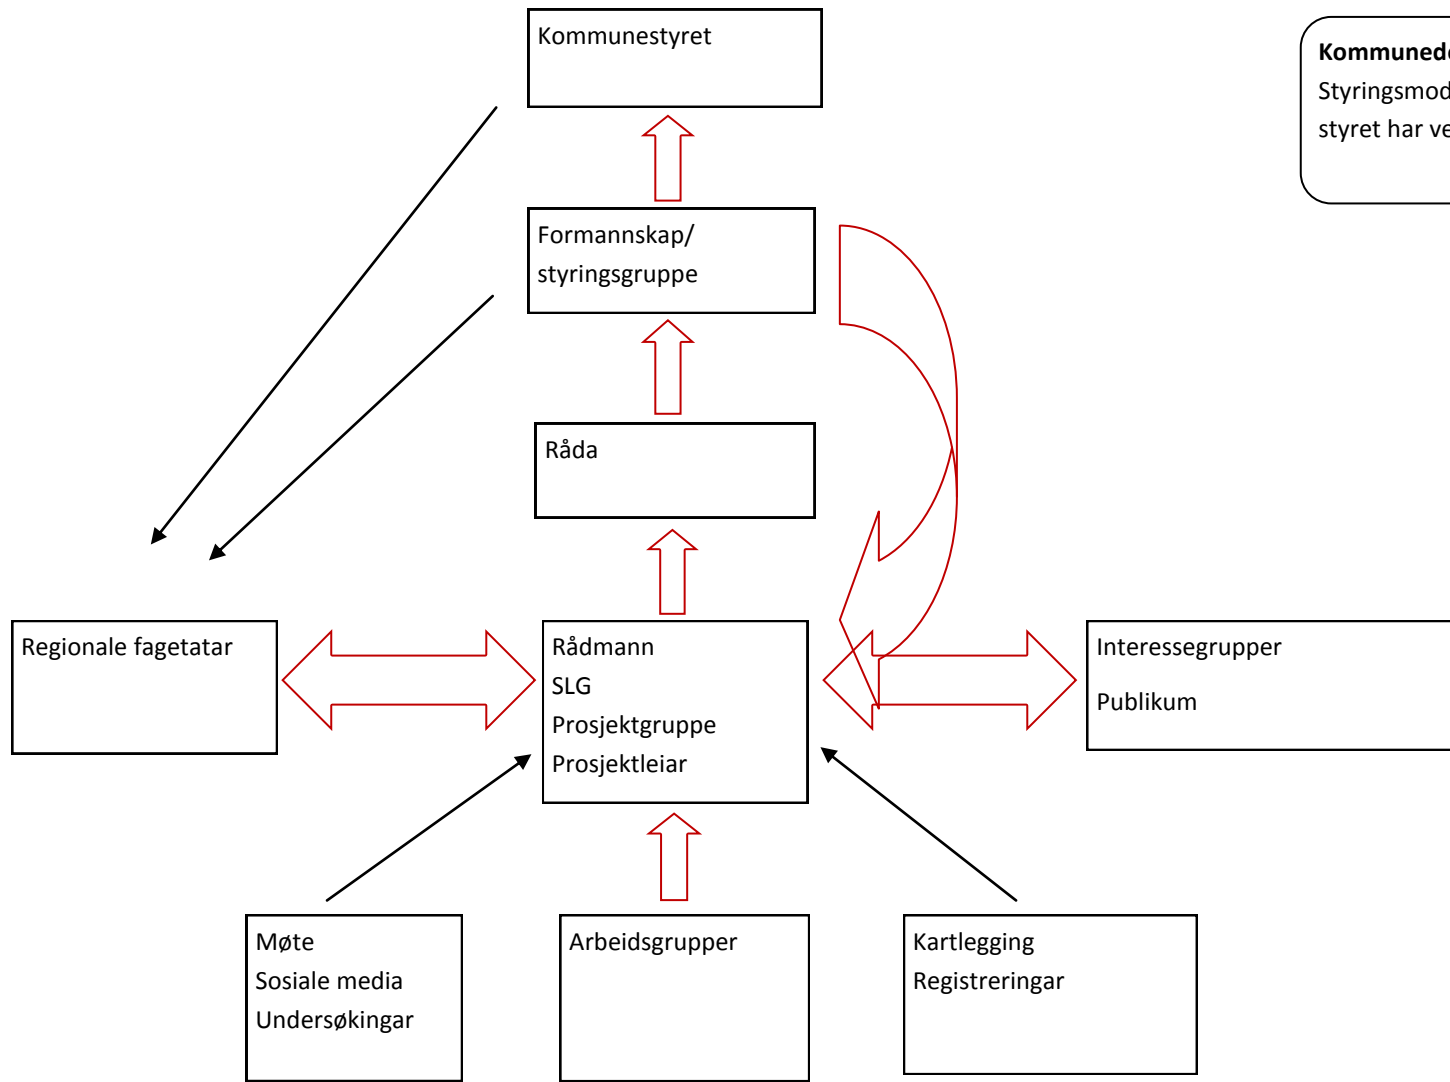 Kommunestyret
Styringsmod
styret har ve
Formannskap/
styringsgruppe
Råda
Regionale fagetatar
Rådmann
SLG
Prosjektgruppe
Prosjektleiar
Interessegrupper
Publikum
Møte
Sosiale media
Undersøkingar
Arbeidsgrupper
Kartlegging
Registreringar